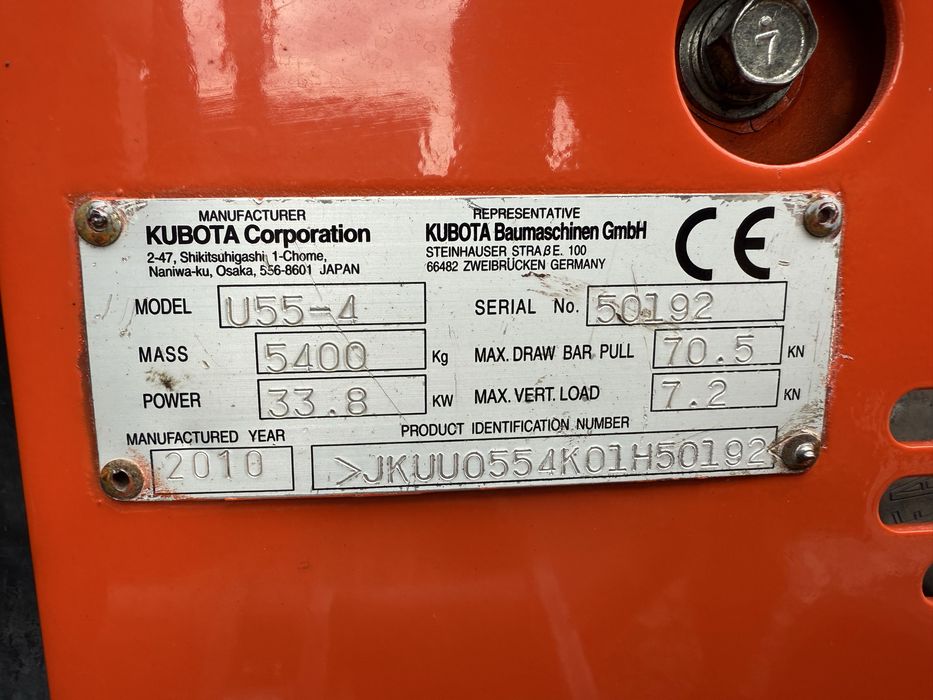 7
MANUFACTURER
KUBOTA Corporation
2-47, Shikitsuhigashi 1-Chome,
Naniwa-ku, Osaka, 556-8601 JAPAN
REPRESENTATIVE
KUBOTA Baumaschinen GmbH
STEINHAUSER STRAßE. 100
66482 ZWEIBRÜCKEN GERMANY
CE
MODEL U55-4
SERIAL No. 50192
MASS 5400 Kg
MAX. DRAW BAR PULL 70.5 KN
POWER 33.8 KW
MAX. VERT. LOAD 7.2 KN
MANUFACTURED YEAR
2010
PRODUCT IDENTIFICATION NUMBER
>JKUU0554K01H50192